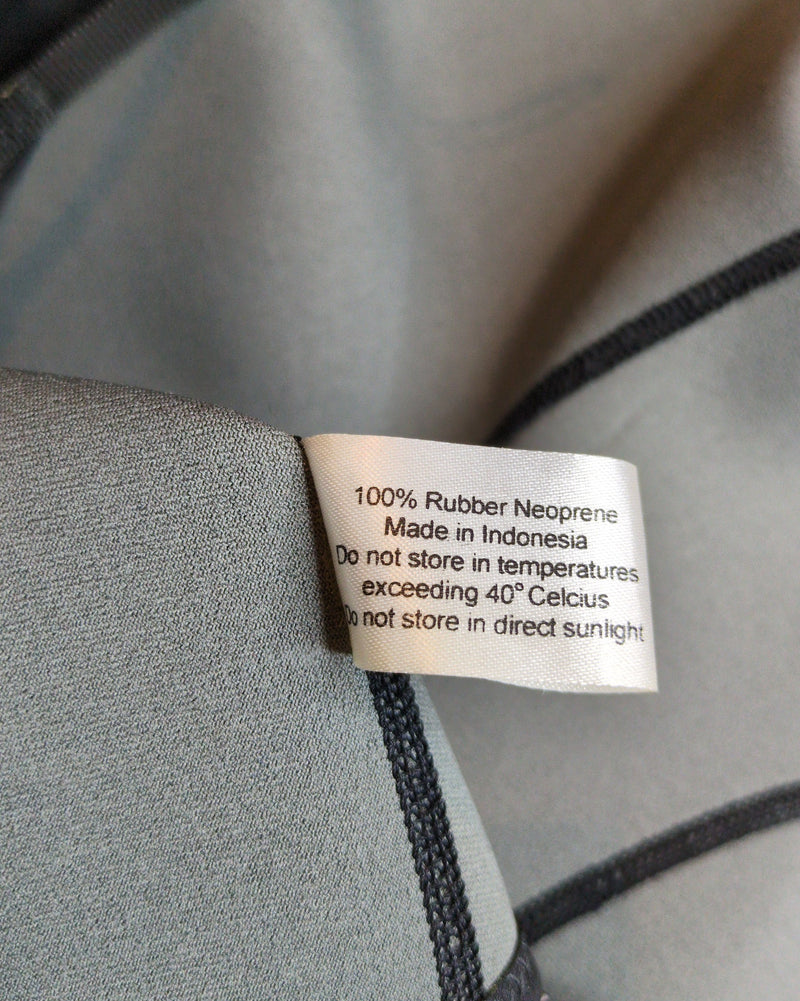 100% Rubber Neoprene
Made in Indonesia
Do not store in temperatures
exceeding 40° Celcius
Do not store in direct sunlight